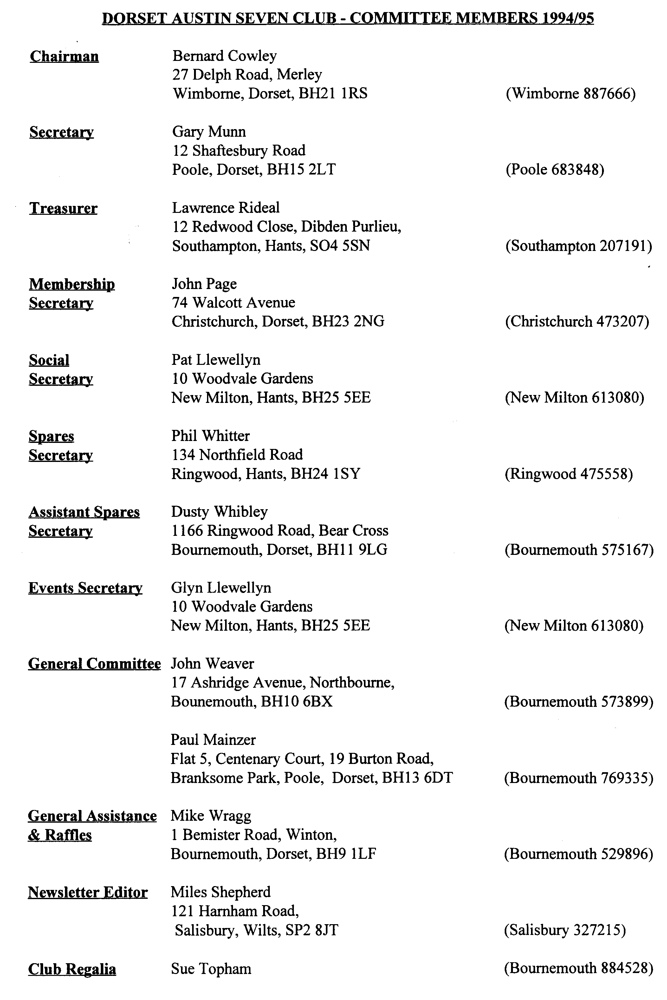 DORSET AUSTIN SEVEN CLUB - COMMITTEE MEMBERS 1994/95
Chairman Bernard Cowley
27 Delph Road, Merley
Wimborne, Dorset, BH21 1RS (Wimborne 887666)
Secretary Gary Munn
12 Shaftesbury Road
Poole, Dorset, BH15 2LT (Poole 683848)
Treasurer Lawrence Rideal
12 Redwood Close, Dibden Purlieu,
Southampton, Hants, SO4 5SN (Southampton 207191)
Membership John Page
Secretary 74 Walcott Avenue
Christchurch, Dorset, BH23 2NG (Christchurch 473207)
Social Pat Llewellyn
Secretary 10 Woodvale Gardens
New Milton, Hants, BH25 5EE (New Milton 613080)
Spares Phil Whitter
Secretary 134 Northfield Road
Ringwood, Hants, BH24 1SY (Ringwood 475558)
Assistant Spares Dusty Whibley
Secretary 1166 Ringwood Road, Bear Cross
Bournemouth, Dorset, BH11 9LG (Bournemouth 575167)
Events Secretary Glyn Llewellyn
10 Woodvale Gardens
New Milton, Hants, BH25 5EE (New Milton 613080)
General Committee John Weaver
17 Ashridge Avenue, Northbourne,
Bounemouth, BH10 6BX (Bournemouth 573899)
Paul Mainzer
Flat 5, Centenary Court, 19 Burton Road,
Branksome Park, Poole, Dorset, BH13 6DT (Bournemouth 769335)
General Assistance Mike Wragg
& Raffles 1 Bemister Road, Winton,
Bournemouth, Dorset, BH9 1LF (Bournemouth 529896)
Newsletter Editor Miles Shepherd
121 Harnham Road,
Salisbury, Wilts, SP2 8JT (Salisbury 327215)
Club Regalia Sue Topham (Bournemouth 884528)